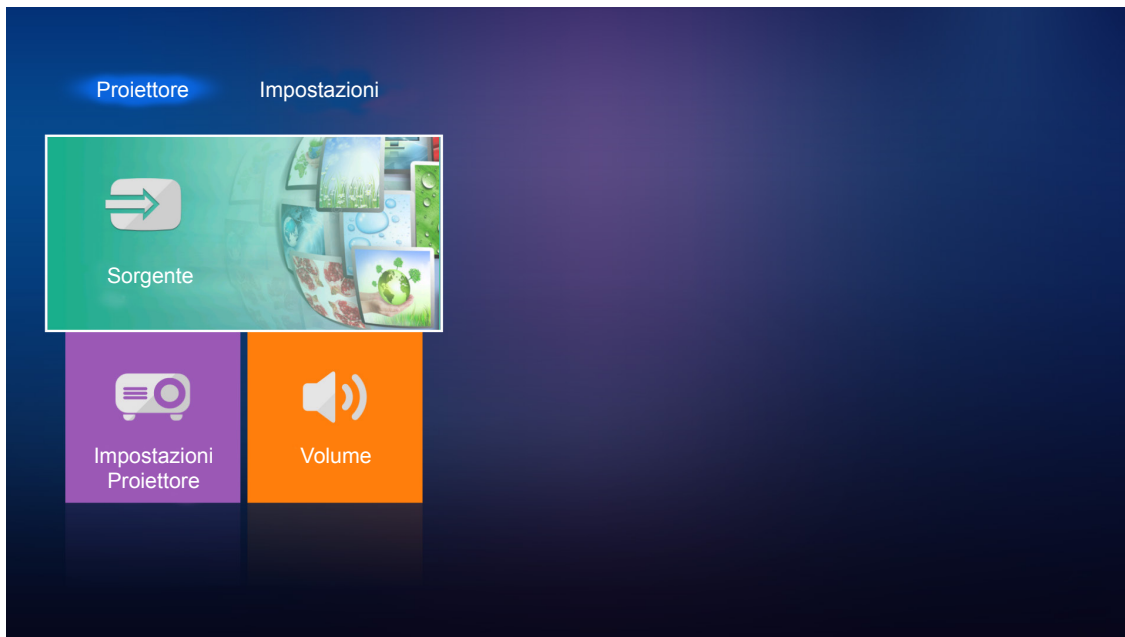 Proiettore Impostazioni
Sorgente
Impostazioni
Proiettore
Volume